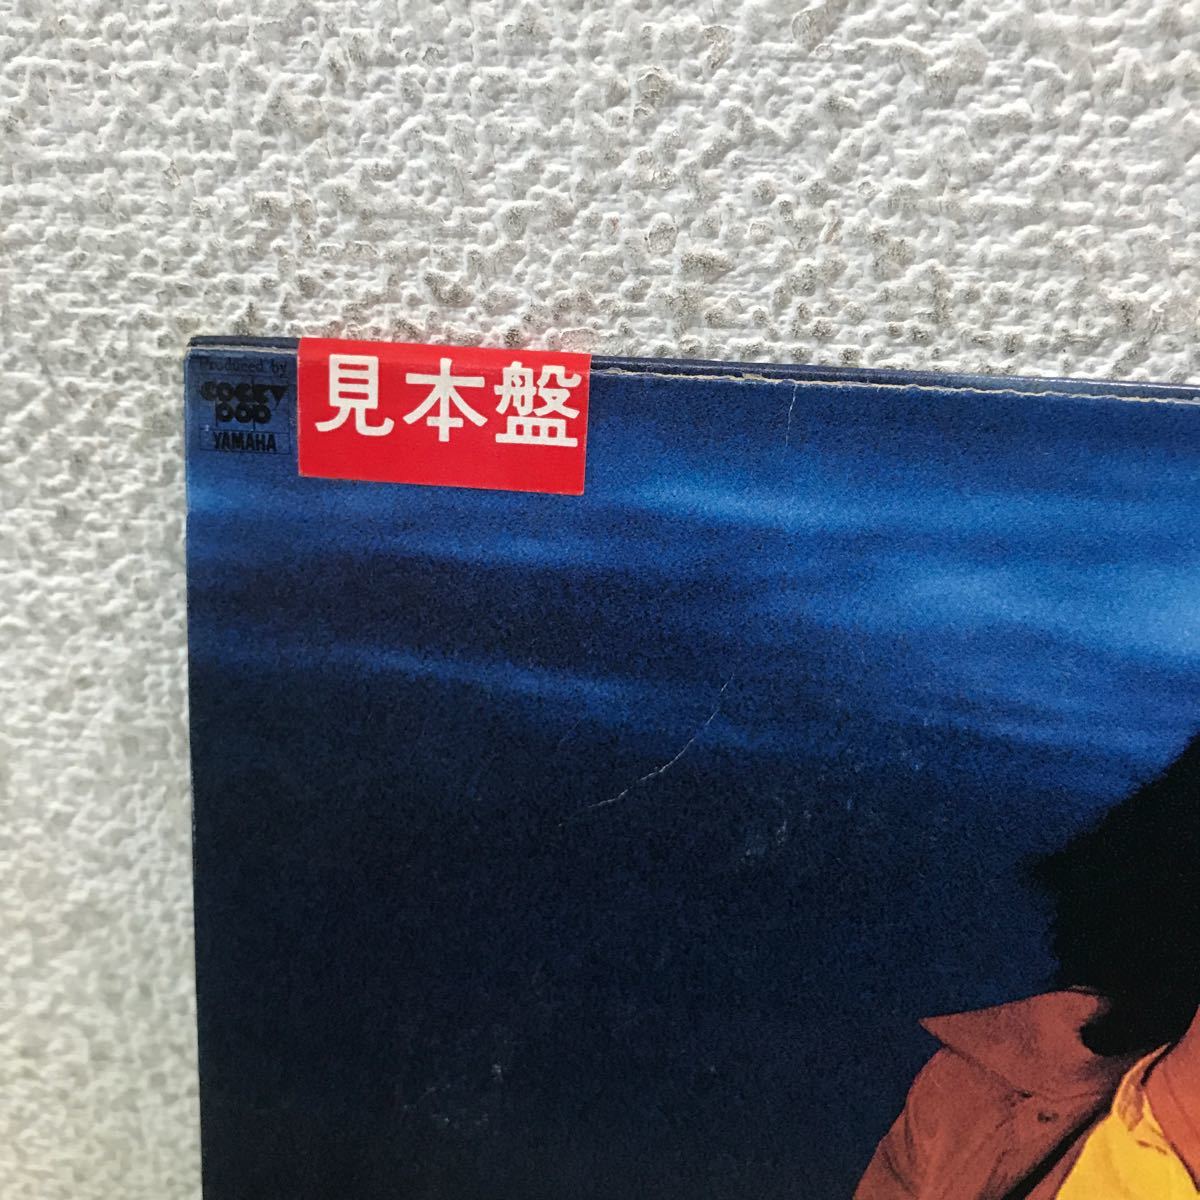 Produced by
COCKY
POP
YAMAHA
見本盤